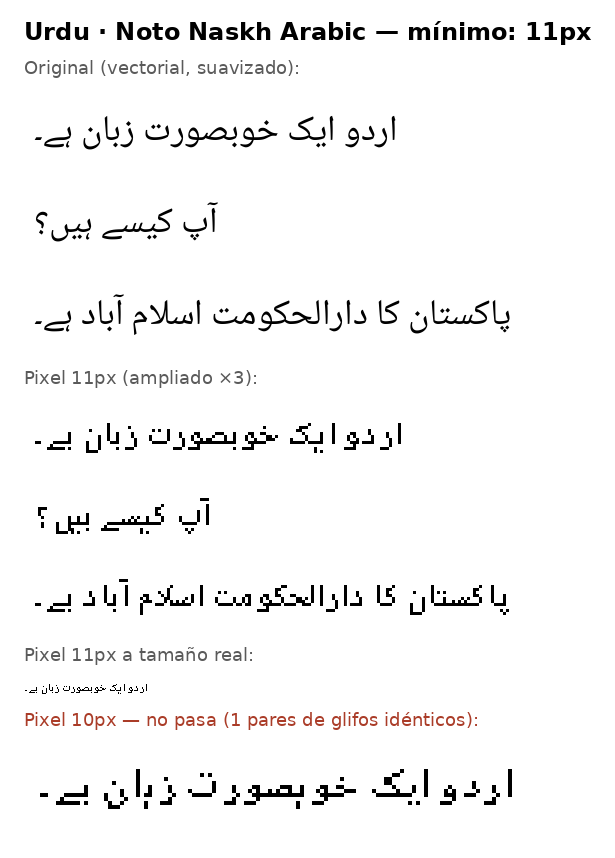 Urdu · Noto Naskh Arabic — mínimo: 11px
Original (vectorial, suavizado):
اردو ایک خوبصورت زبان ہے۔
آپ کیسے ہیں؟
پاکستان کا دارالحکومت اسلام آباد ہے۔
Pixel 11px (ampliado ×3):
اردو ایک خوبصورت زبان ہے۔
آپ کیسے ہیں؟
پاکستان کا دارالحکومت اسلام آباد ہے۔
Pixel 11px a tamaño real:
اردو ایک خوبصورت زبان ہے۔
Pixel 10px — no pasa (1 pares de glifos idénticos):
اردو ایک خوبصورت زبان ہے۔